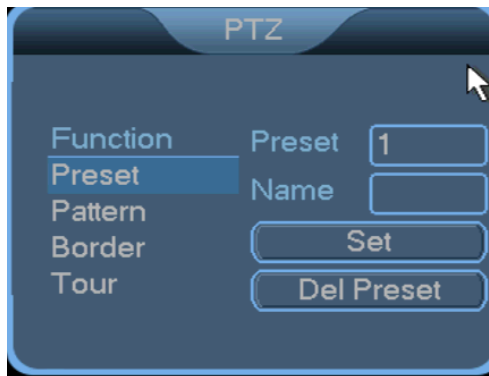 PTZ
Function
Preset
Pattern
Border
Tour
Preset 1
Name
Set
Del Preset